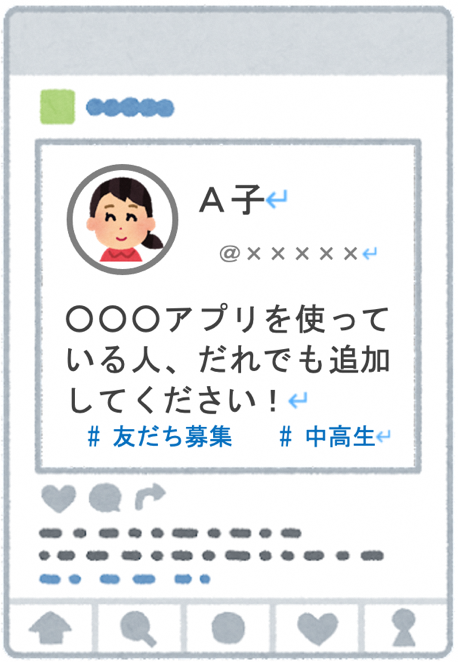 A子↵
@×××××↵
〇〇〇アプリを使って
いる人、だれでも追加
してください！↵
# 友だち募集　# 中高生↵